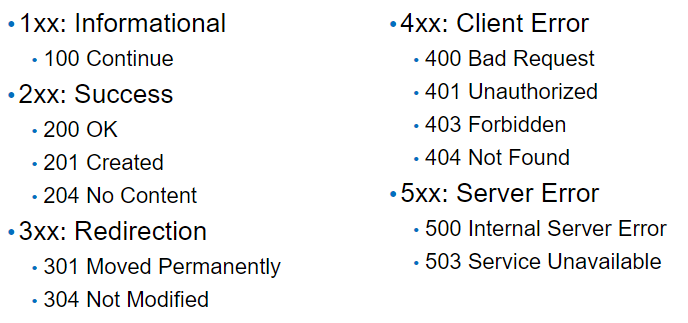 •1xx: Informational
• 100 Continue
•2xx: Success
• 200 OK
• 201 Created
• 204 No Content
•3xx: Redirection
• 301 Moved Permanently
• 304 Not Modified
•4xx: Client Error
• 400 Bad Request
• 401 Unauthorized
• 403 Forbidden
• 404 Not Found
•5xx: Server Error
• 500 Internal Server Error
• 503 Service Unavailable